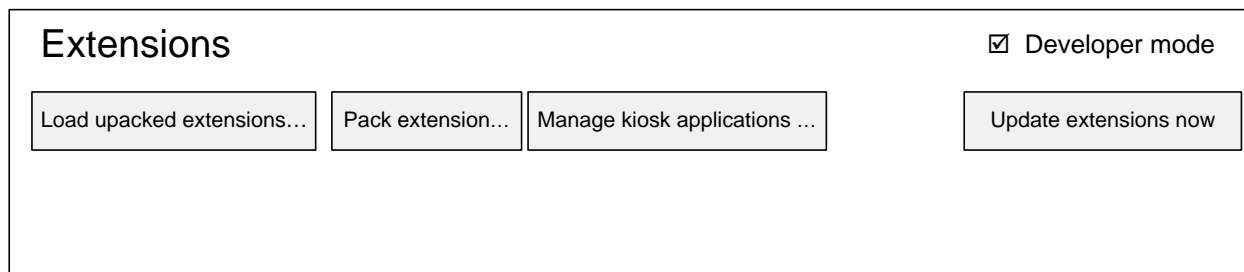 Extensions
Developer mode
Load upacked extensions…
Pack extension...
Manage kiosk applications …
Update extensions now